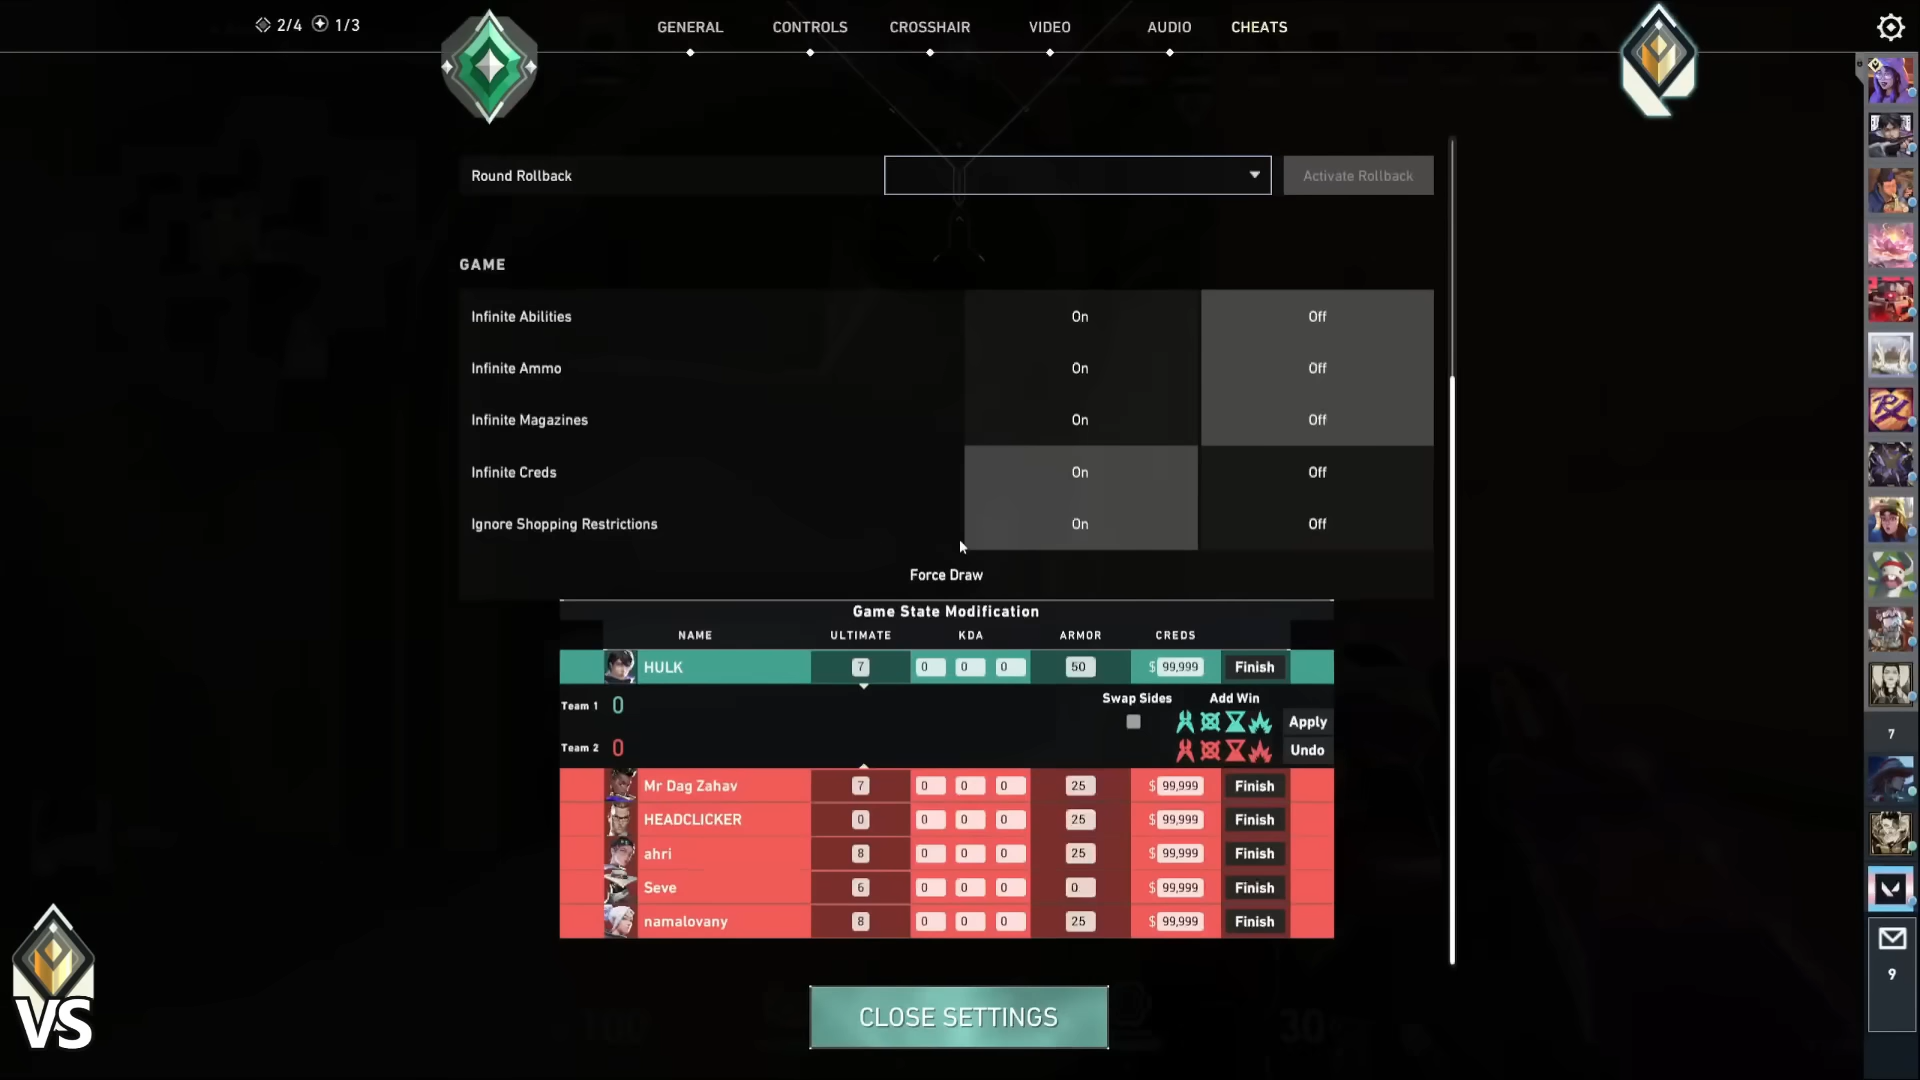 2/4 1/3
GENERAL CONTROLS CROSSHAIR VIDEO AUDIO CHEATS
Round Rollback Activate Rollback
GAME
Infinite Abilities On Off
Infinite Ammo On Off
Infinite Magazines On Off
Infinite Creds On Off
Ignore Shopping Restrictions On Off
Force Draw
Game State Modification
NAME ULTIMATE KDA ARMOR CREDS
HULK 7 0 0 0 50 $ 99,999 Finish
Swap Sides Add Win
Team 1 0 Apply
Team 2 0 Undo
Mr Dag Zahav 7 0 0 0 25 $ 99,999 Finish
HEADCLICKER 0 0 0 0 25 $ 99,999 Finish
ahri 8 0 0 0 25 $ 99,999 Finish
Seve 6 0 0 0 0 $ 99,999 Finish
namalovany 8 0 0 0 25 $ 99,999 Finish
CLOSE SETTINGS
VS
100
30
7
9